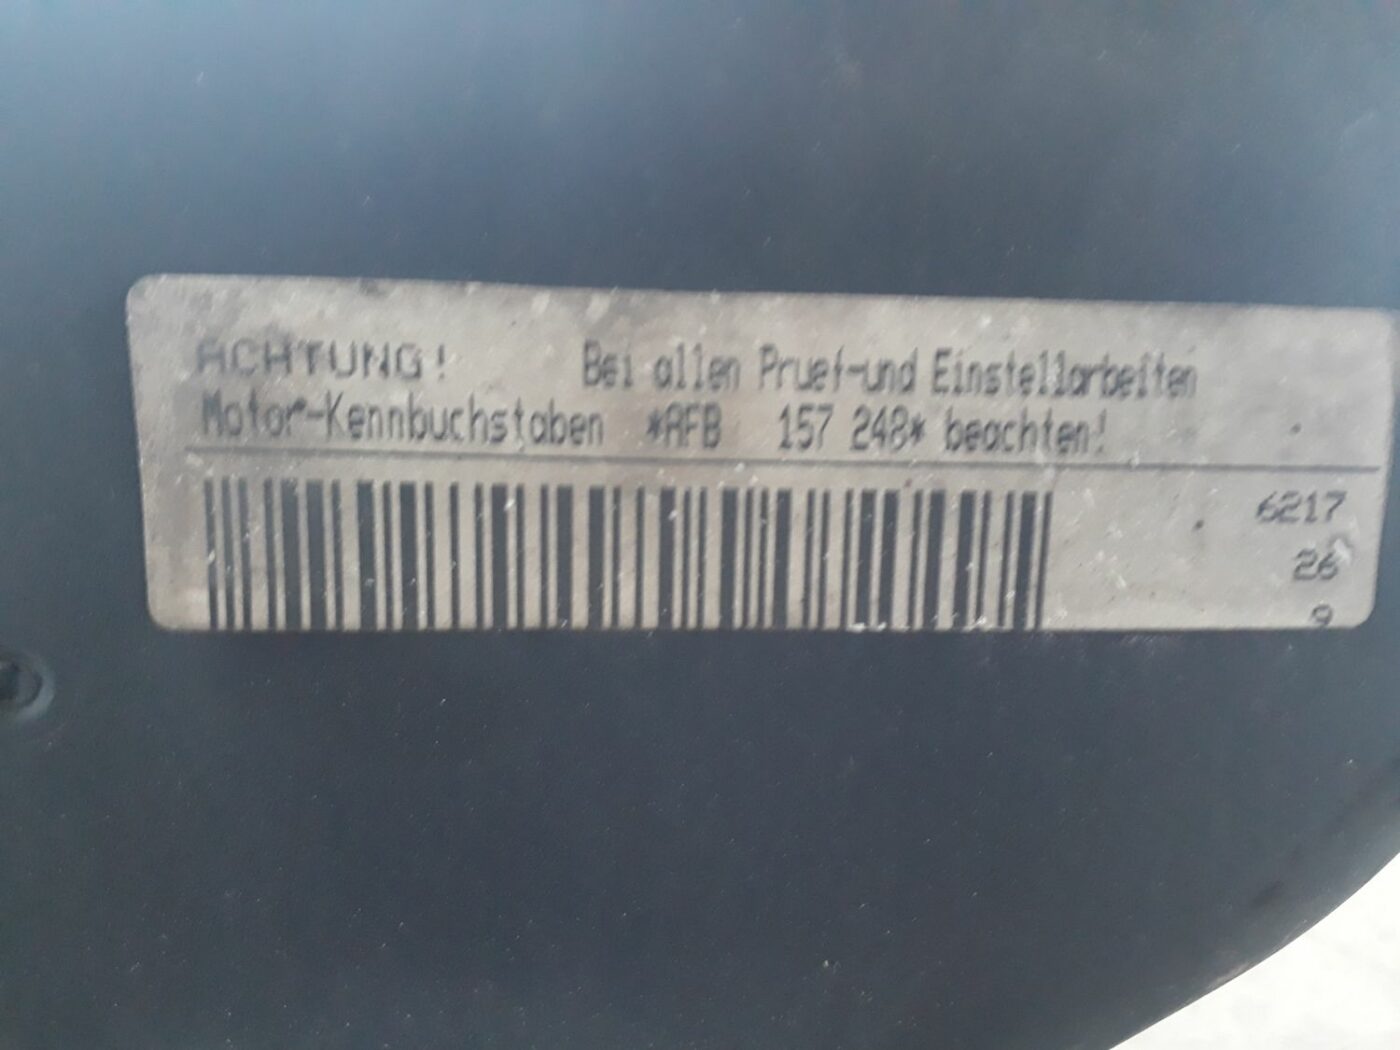 ACHTUNG! Bei allen Pruef-und Einstellarbeiten
Motor-Kennbuchstaben *AFB 157 248* beachten!
6217
26
9